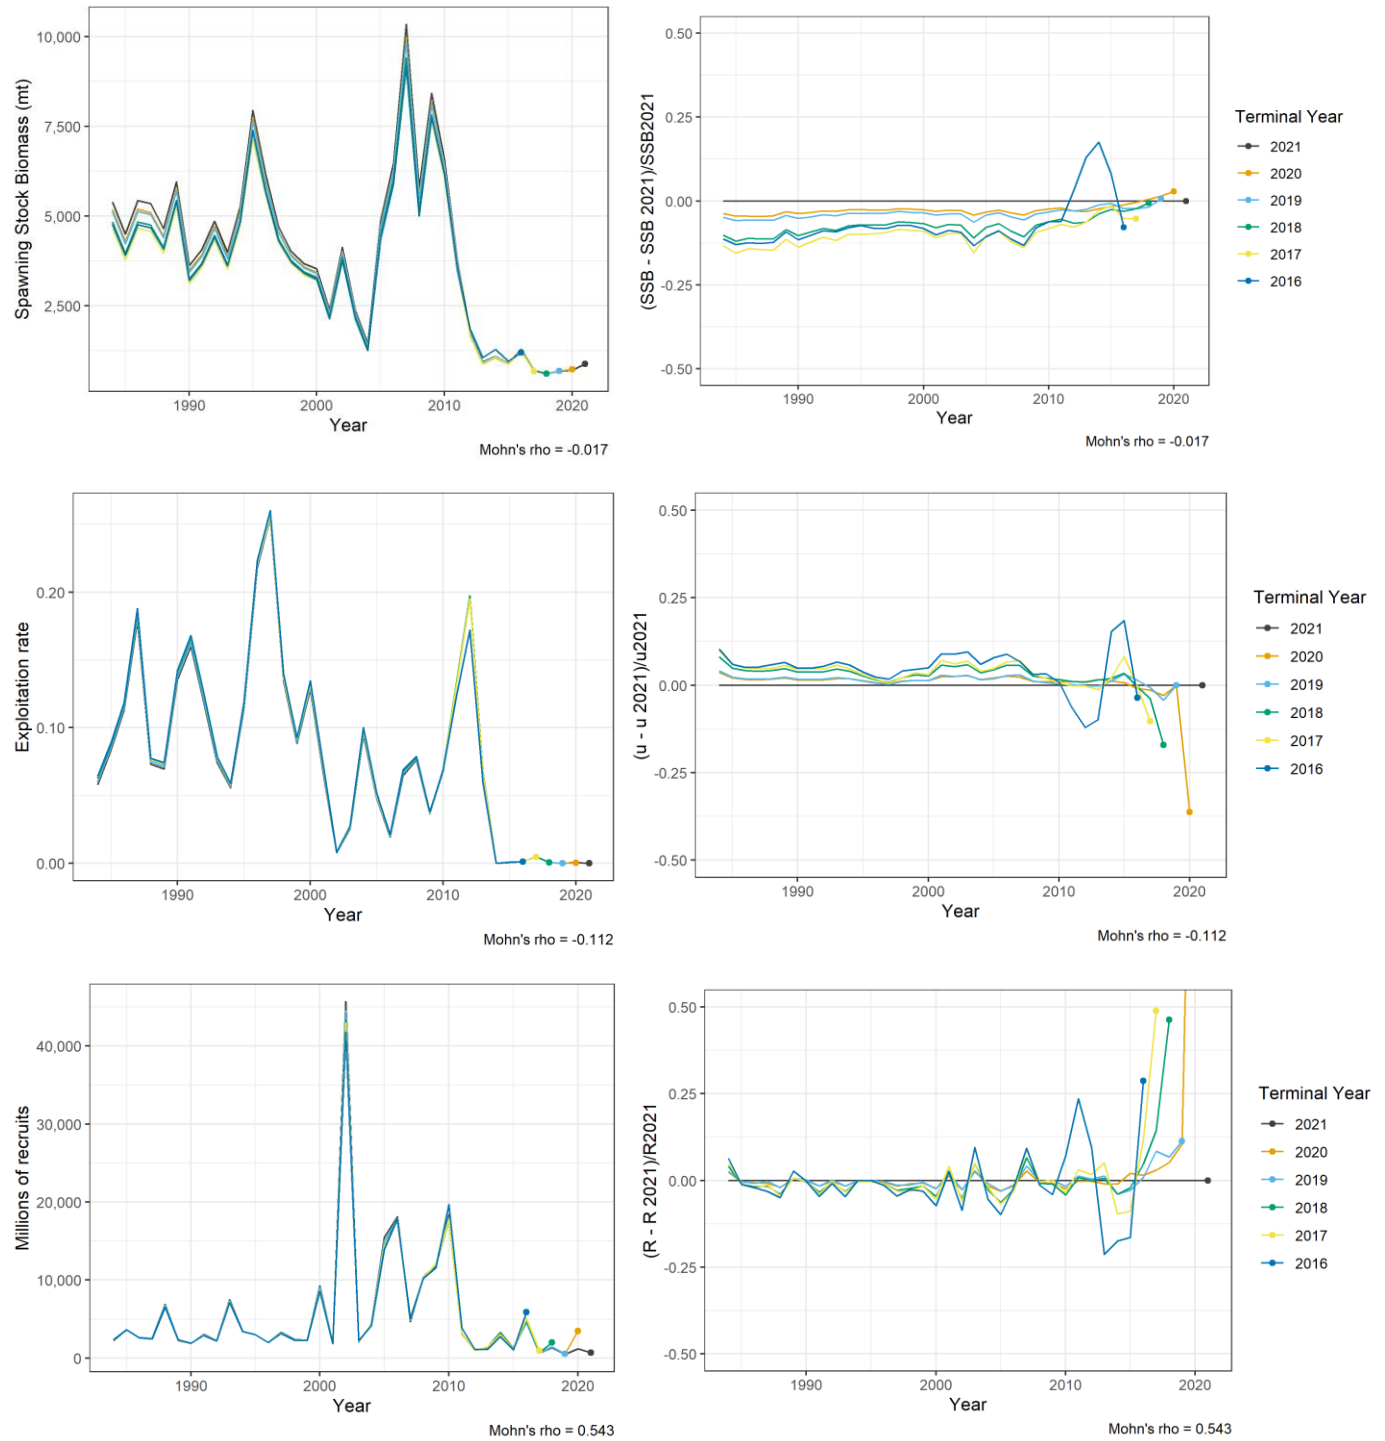 10,000
7,500
5,000
2,500
Spawning Stock Biomass (mt)
1990 2000 2010 2020
Year
Mohn's rho = -0.017
0.50
0.25
0.00
-0.25
-0.50
(SSB - SSB 2021)/SSB2021
1990 2000 2010 2020
Year
Mohn's rho = -0.017
Terminal Year
2021
2020
2019
2018
2017
2016
0.20
0.10
0.00
Exploitation rate
1990 2000 2010 2020
Year
Mohn's rho = -0.112
0.50
0.25
0.00
-0.25
-0.50
(u - u 2021)/u2021
1990 2000 2010 2020
Year
Mohn's rho = -0.112
Terminal Year
2021
2020
2019
2018
2017
2016
40,000
30,000
20,000
10,000
0
Millions of recruits
1990 2000 2010 2020
Year
Mohn's rho = 0.543
0.50
0.25
0.00
-0.25
-0.50
(R - R 2021)/R2021
1990 2000 2010 2020
Year
Mohn's rho = 0.543
Terminal Year
2021
2020
2019
2018
2017
2016